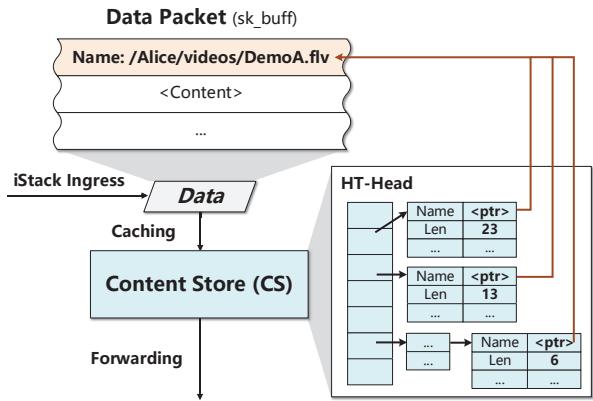 Data Packet (sk_buff)
Name: /Alice/videos/DemoA.flv
<Content>
...
iStack Ingress
Data
Caching
Content Store (CS)
Forwarding
HT-Head
Name <ptr>
Len 23
... ...
Name <ptr>
Len 13
... ...
...
...
Name <ptr>
Len 6
... ...